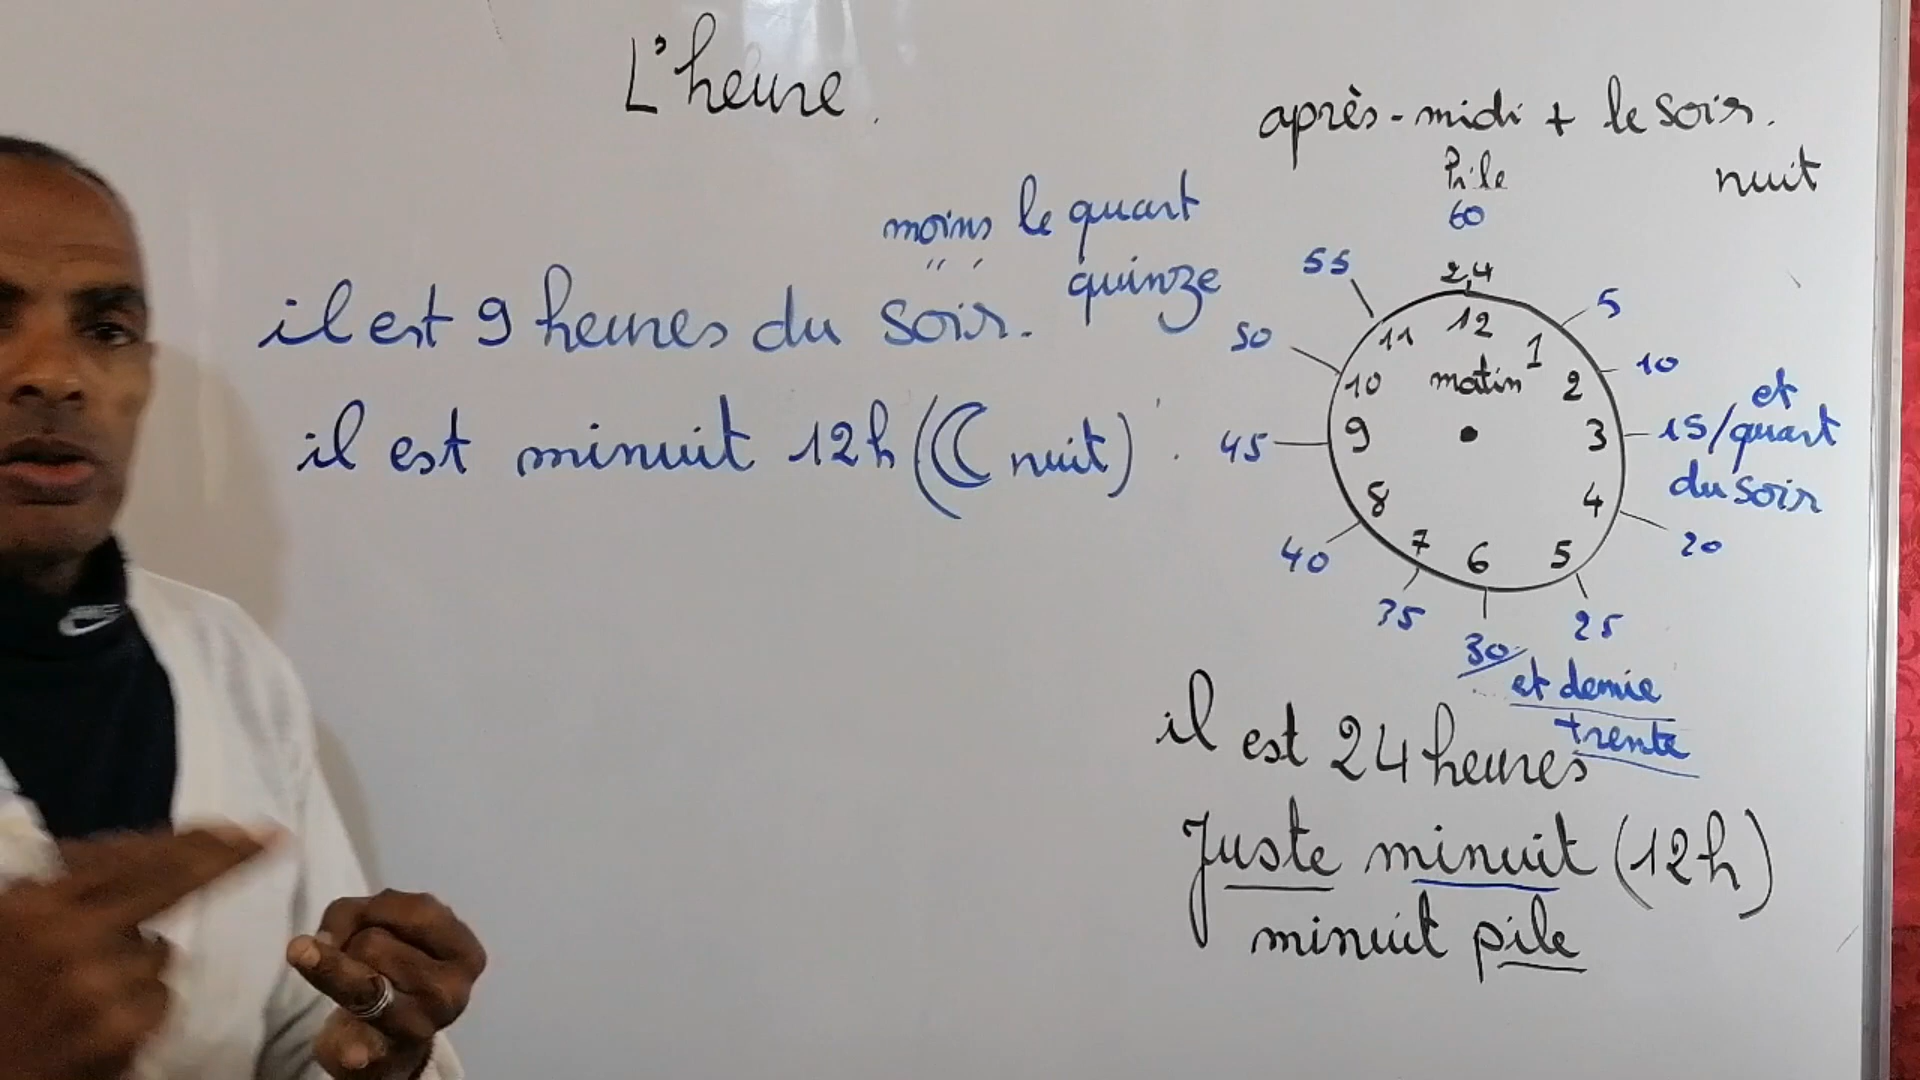 L'heure.
après-midi + le soir.
Pile
nuit
moins le quart
60
" " quinze
55
24
5
il est 9 heures du soir.
50
11
12
1
10
10
matin
2
et
il est minuit 12h (nuit).
45
9
3
15/quart
du soir
8
4
40
7
6
5
20
35
30
25
et demie
trente
il est 24 heures
Juste minuit (12h)
minuit pile